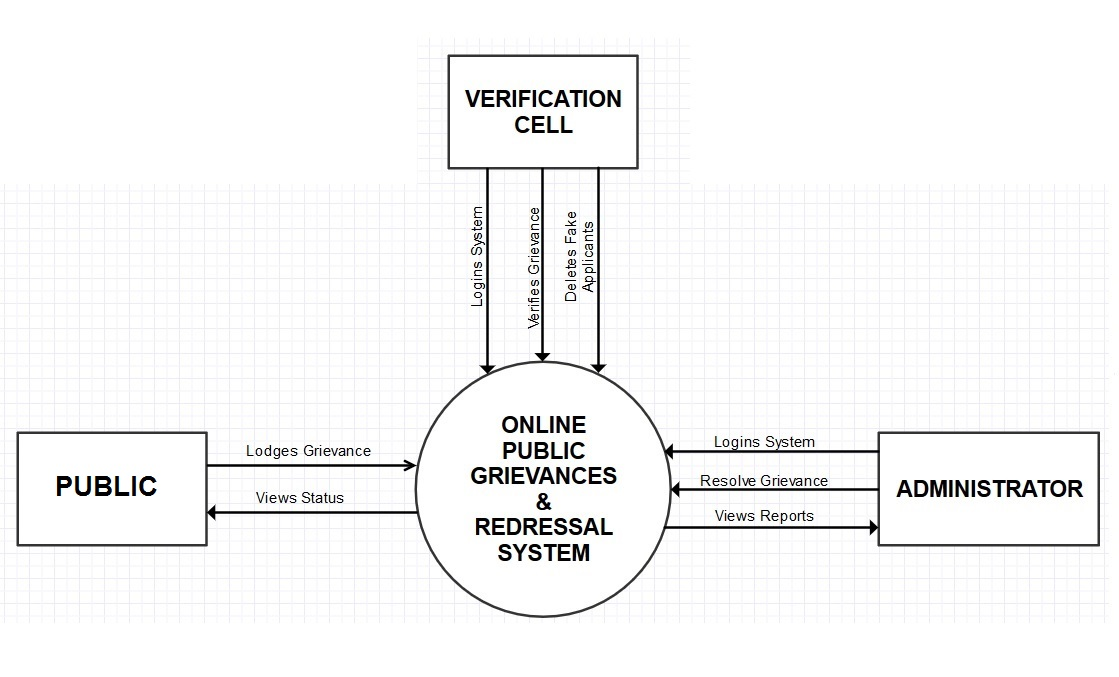 VERIFICATION
CELL
Logins System
Verifies Grievance
Deletes Fake
Applicants
PUBLIC
Lodges Grievance
Views Status
ONLINE
PUBLIC
GRIEVANCES
&
REDRESSAL
SYSTEM
Logins System
Resolve Grievance
Views Reports
ADMINISTRATOR